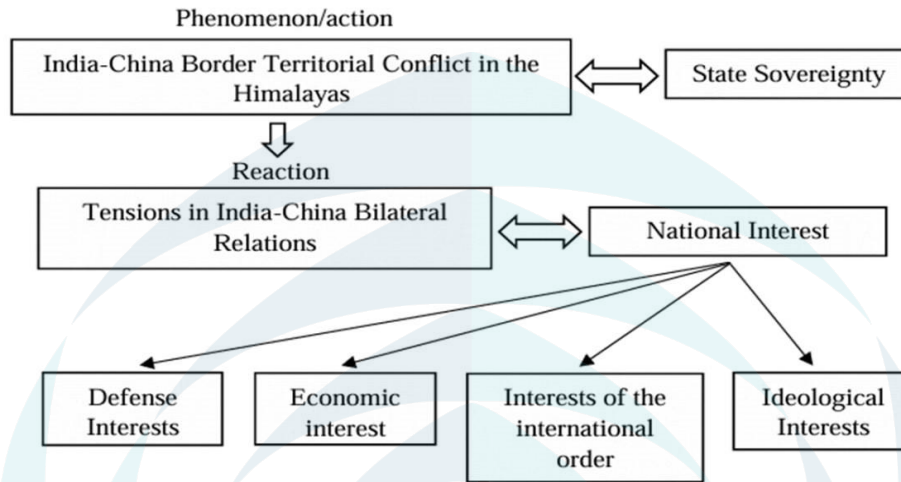 Phenomenon/action
India-China Border Territorial Conflict in the
Himalayas
State Sovereignty
Reaction
Tensions in India-China Bilateral
Relations
National Interest
Defense
Interests
Economic
interest
Interests of the
international
order
Ideological
Interests